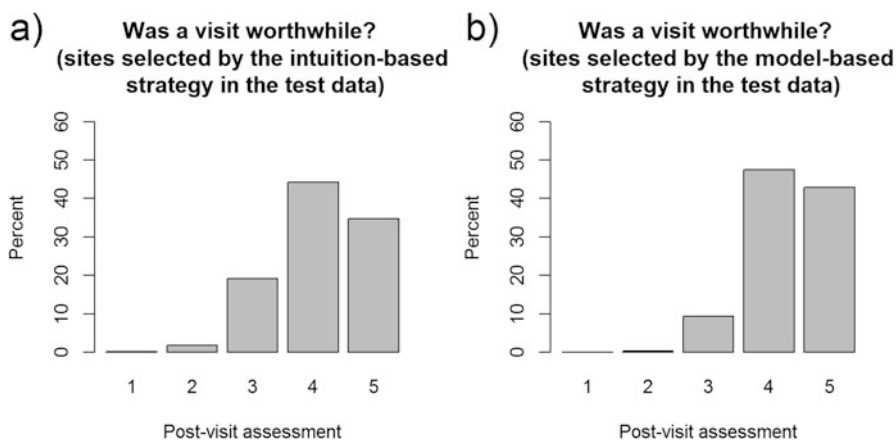 a)
Was a visit worthwhile?
(sites selected by the intuition-based
strategy in the test data)
60
50
40
30
20
10
0
Percent
1 2 3 4 5
Post-visit assessment
b)
Was a visit worthwhile?
(sites selected by the model-based
strategy in the test data)
60
50
40
30
20
10
0
Percent
1 2 3 4 5
Post-visit assessment